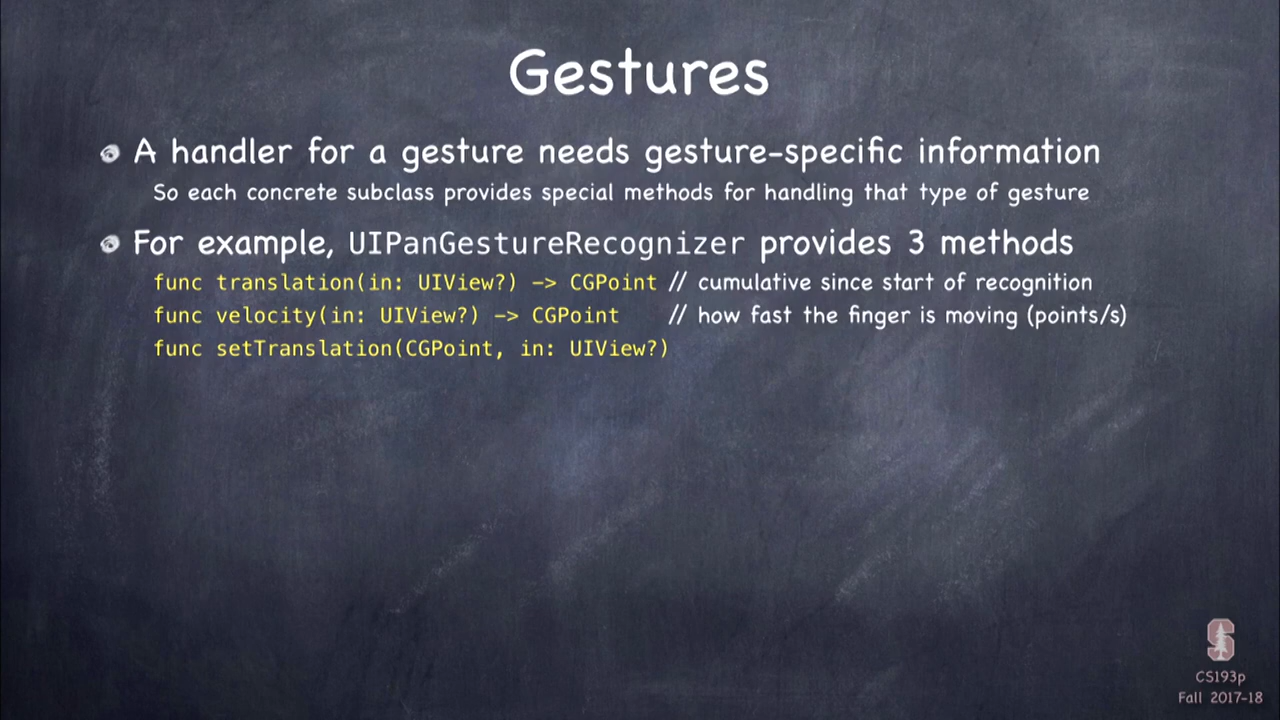 Gestures
A handler for a gesture needs gesture-specific information
So each concrete subclass provides special methods for handling that type of gesture
For example, UIPanGestureRecognizer provides 3 methods
func translation(in: UIView?) -> CGPoint // cumulative since start of recognition
func velocity(in: UIView?) -> CGPoint // how fast the finger is moving (points/s)
func setTranslation(CGPoint, in: UIView?)
S
CS193p
Fall 2017-18